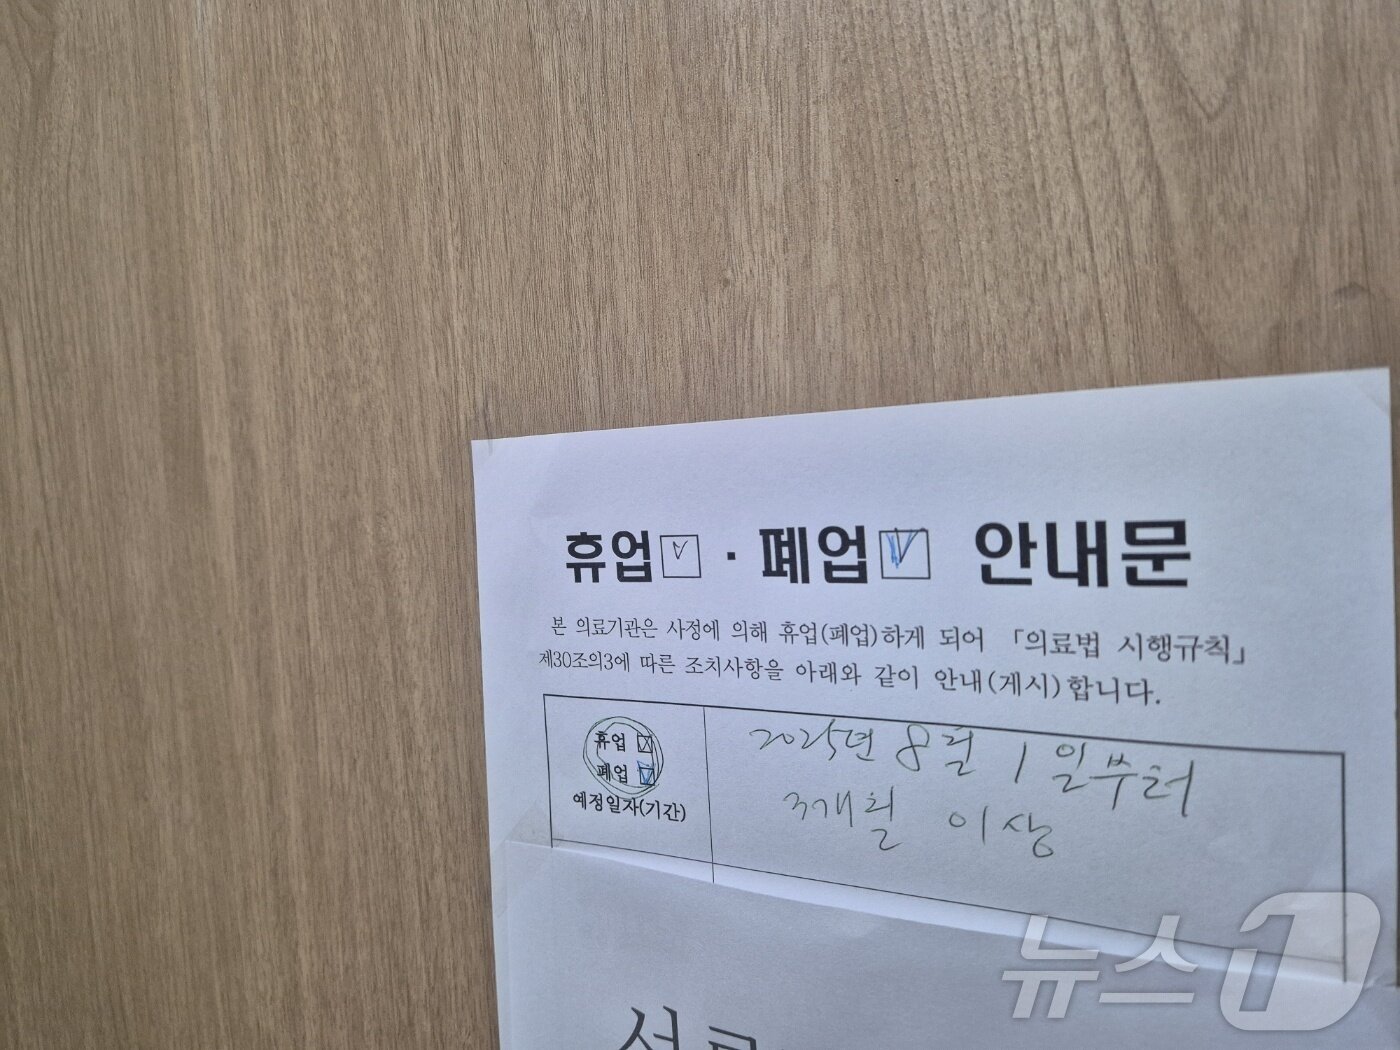 휴업☑ · 폐업☑ 안내문
본 의료기관은 사정에 의해 휴업(폐업)하게 되어 「의료법 시행규칙」
제30조의3에 따른 조치사항을 아래와 같이 안내(게시)합니다.
휴업 ☒
폐업 ☑
예정일자(기간)
2025년 8월 1일부터
3개월 이상
뉴스1